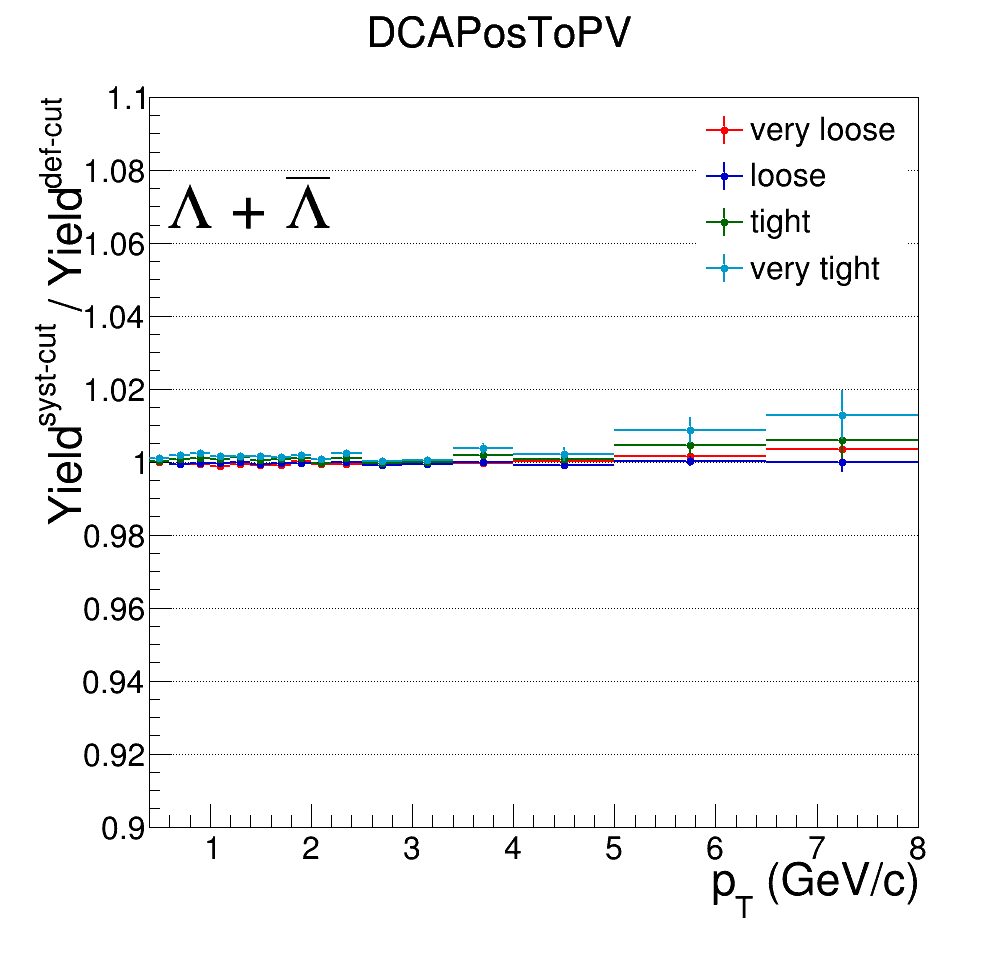 DCAPosToPV
Yield^syst-cut / Yield^def-cut
1.1
1.08
1.06
1.04
1.02
1
0.98
0.96
0.94
0.92
0.9
Λ + Λ̅
very loose
loose
tight
very tight
1 2 3 4 5 6 7 8
p_T (GeV/c)